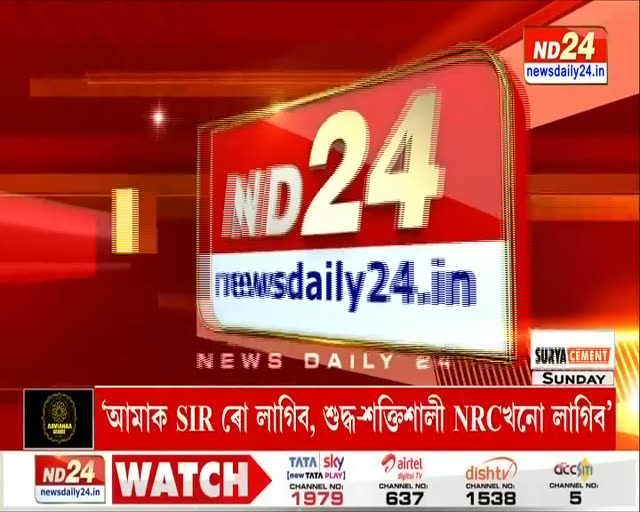 ND24
newsdaily24.in
ND24
newsdaily24.in
NEWS DAILY 24
SURYA CEMENT
SUNDAY
‘আমাক SIR ৰো লাগিব, শুদ্ধ-শক্তিশালী NRCখনো লাগিব’
ND24
newsdaily24.in
WATCH
TATA sky
[now TATA PLAY]
CHANNEL NO:
1979
airtel
digital TV
CHANNEL NO:
637
dishtv
CHANNEL NO:
1538
dccSiTi
CHANNEL NO:
5